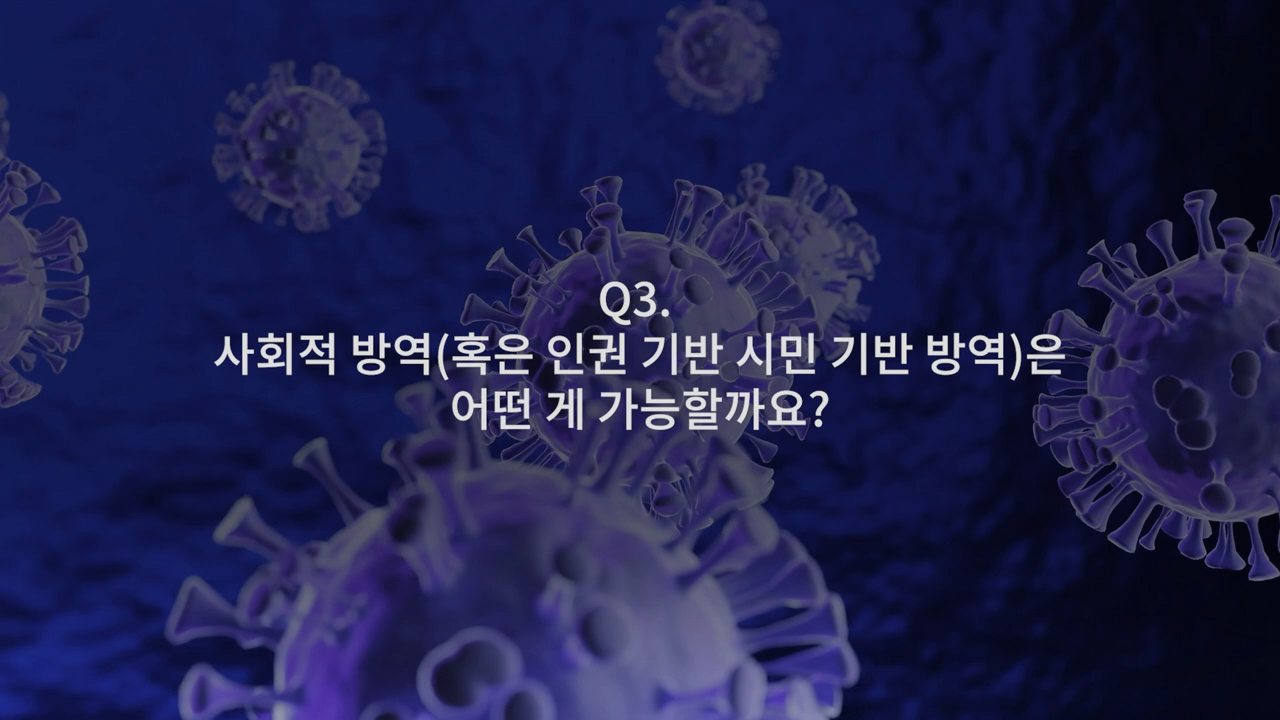 Q3.
사회적 방역(혹은 인권 기반 시민 기반 방역)은
어떤 게 가능할까요?